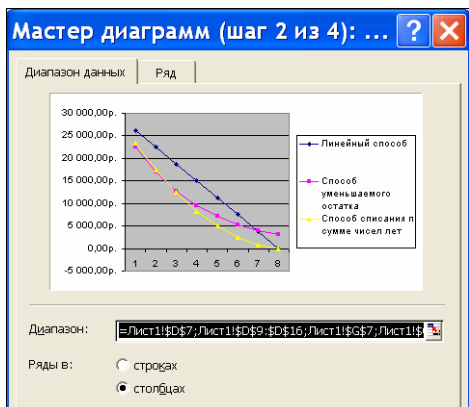 Мастер диаграмм (шаг 2 из 4): ...
Диапазон данных
Ряд
30 000,00р.
25 000,00р.
20 000,00р.
15 000,00р.
10 000,00р.
5 000,00р.
0,00р.
-5 000,00р.
1 2 3 4 5 6 7 8
Линейный способ
Способ
уменьшаемого
остатка
Способ списания п
сумме чисел лет
Диапазон: =Лист1!$D$7;Лист1!$D$9:$D$16;Лист1!$G$7;Лист1!$
Ряды в: строках
столбцах